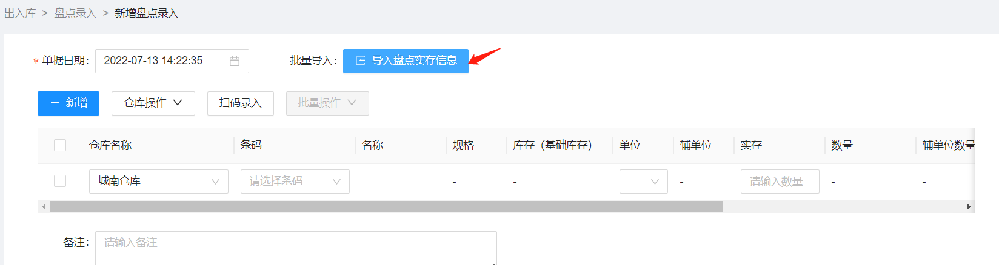 出入库 > 盘点录入 > 新增盘点录入
* 单据日期: 2022-07-13 14:22:35 批量导入: 导入盘点实存信息
+ 新增 仓库操作 扫码录入 批量操作
仓库名称 条码 名称 规格 库存（基础库存） 单位 辅单位 实存 数量 辅单位数量
城南仓库 请选择条码 - - - 请输入数量 - -
备注: 请输入备注